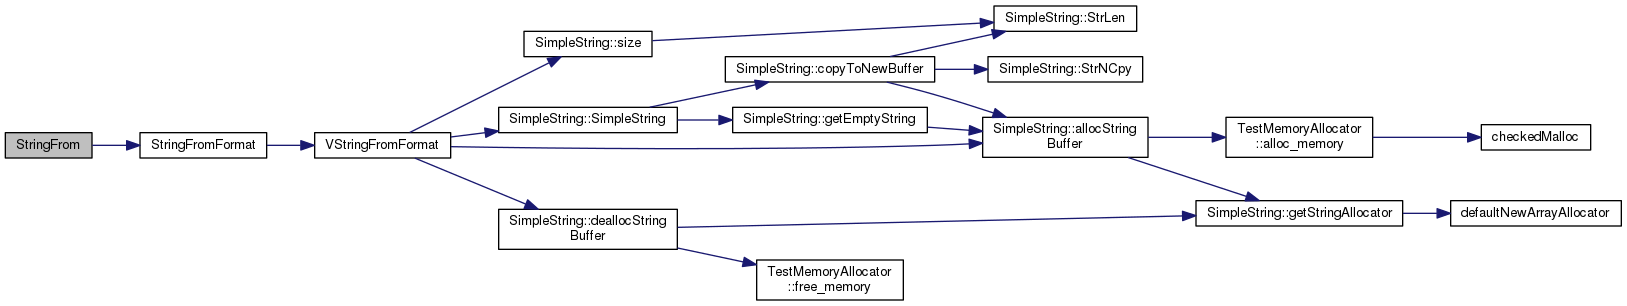 StringFrom
StringFromFormat
VStringFromFormat
SimpleString::size
SimpleString::SimpleString
SimpleString::deallocString
Buffer
SimpleString::copyToNewBuffer
SimpleString::getEmptyString
TestMemoryAllocator
::free_memory
SimpleString::StrLen
SimpleString::StrNCpy
SimpleString::allocString
Buffer
TestMemoryAllocator
::alloc_memory
SimpleString::getStringAllocator
checkedMalloc
defaultNewArrayAllocator